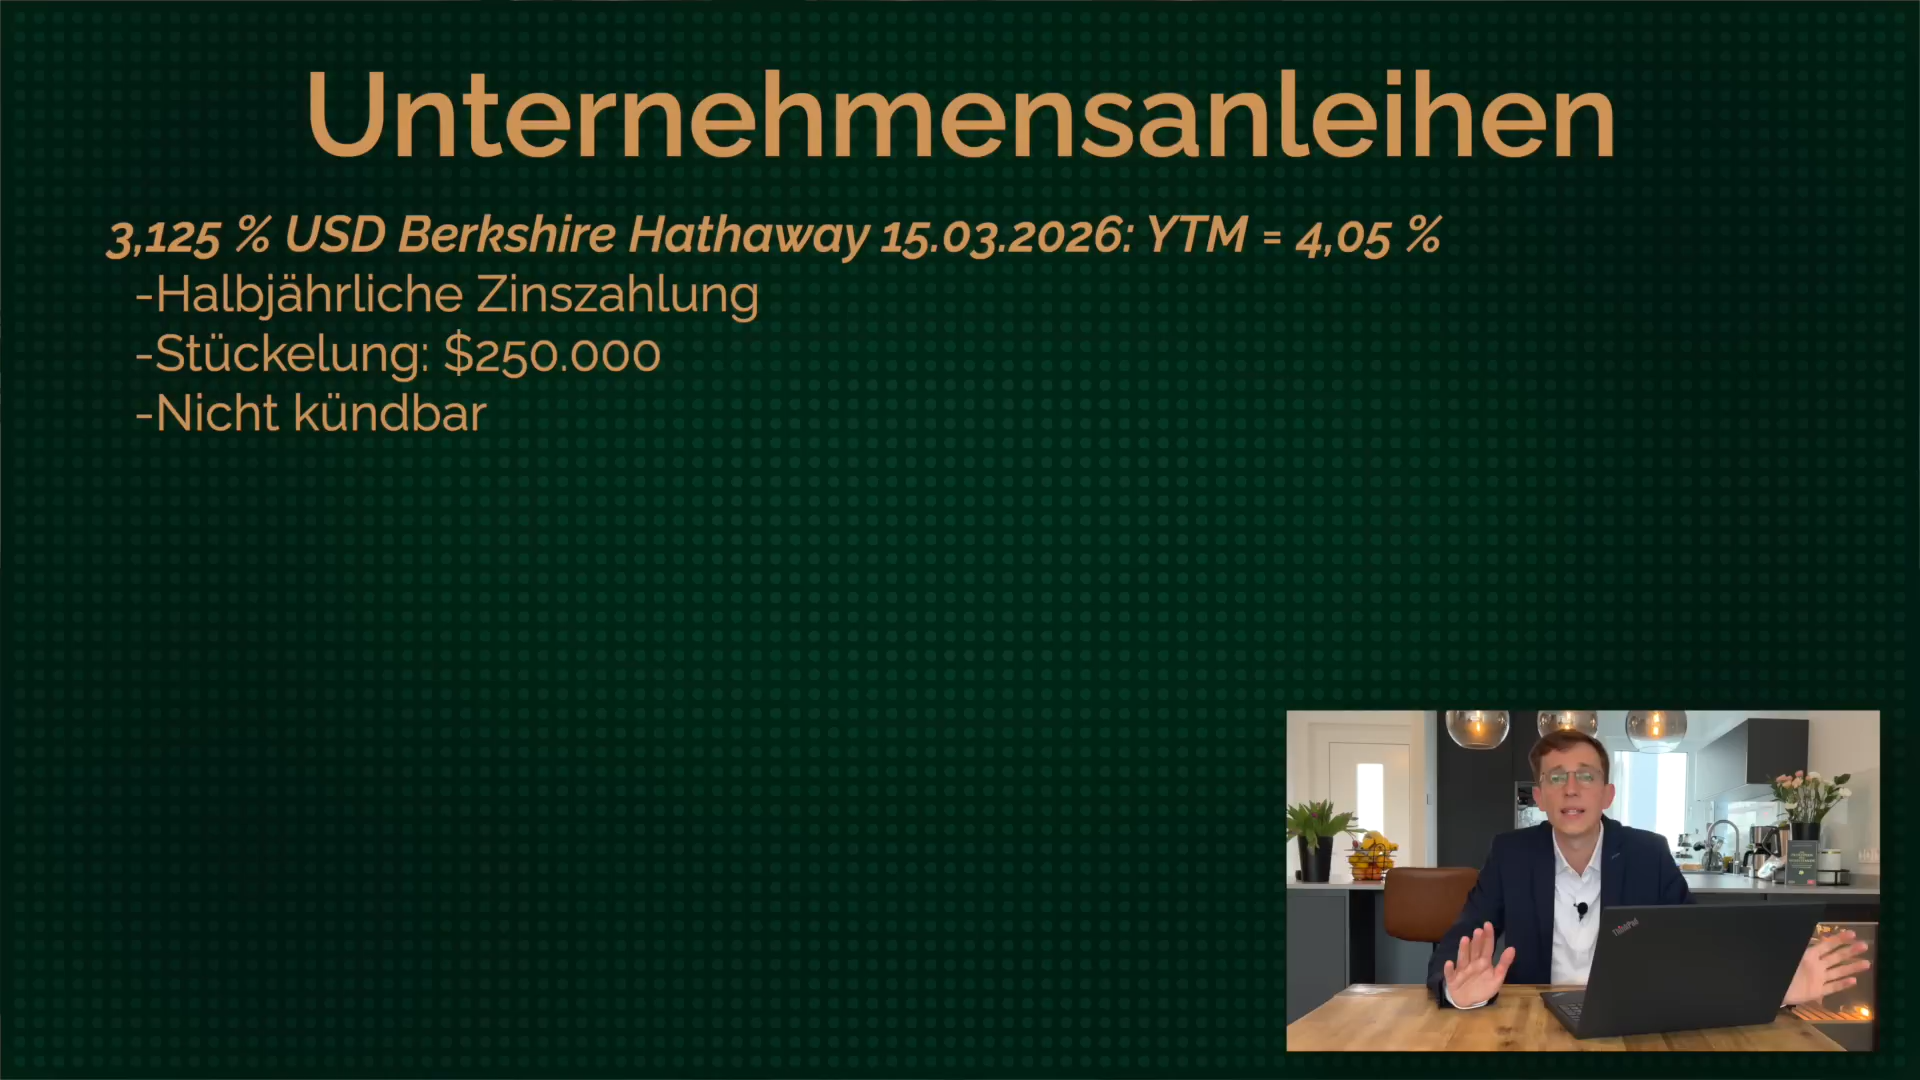 Unternehmensanleihen
3,125 % USD Berkshire Hathaway 15.03.2026: YTM = 4,05 %
-Halbjährliche Zinszahlung
-Stückelung: $250.000
-Nicht kündbar
ThinkPad